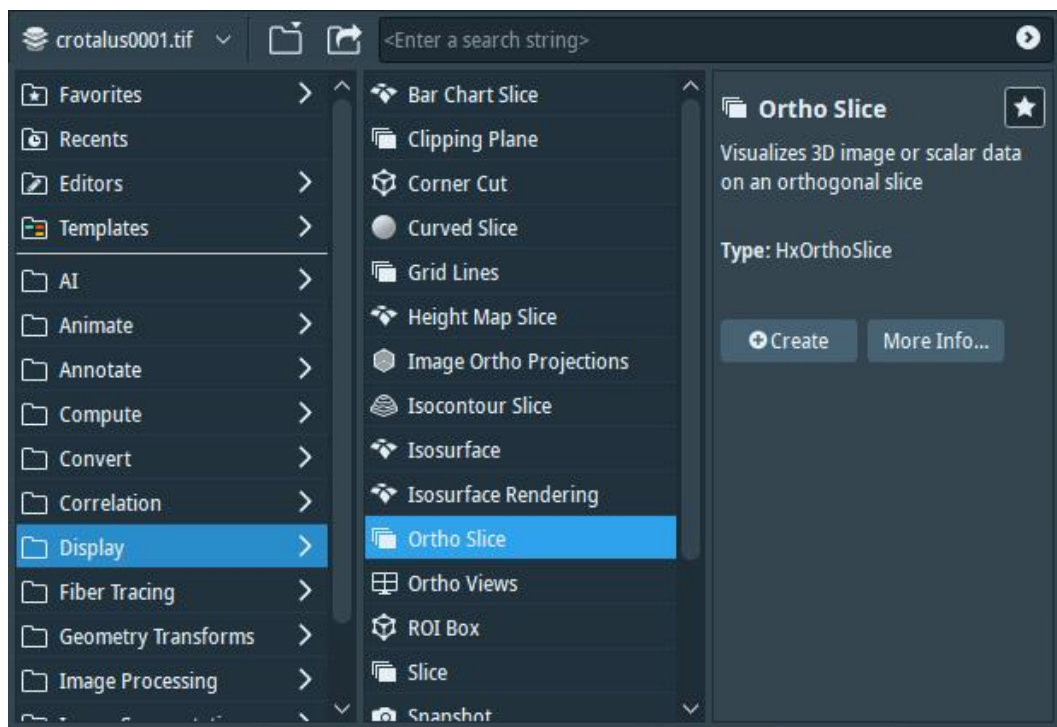 crotalus0001.tif
<Enter a search string>
Favorites
Recents
Editors
Templates
AI
Animate
Annotate
Compute
Convert
Correlation
Display
Fiber Tracing
Geometry Transforms
Image Processing
Bar Chart Slice
Clipping Plane
Corner Cut
Curved Slice
Grid Lines
Height Map Slice
Image Ortho Projections
Isocontour Slice
Isosurface
Isosurface Rendering
Ortho Slice
Ortho Views
ROI Box
Slice
Snapshot
Ortho Slice
Visualizes 3D image or scalar data
on an orthogonal slice
Type: HxOrthoSlice
Create
More Info...